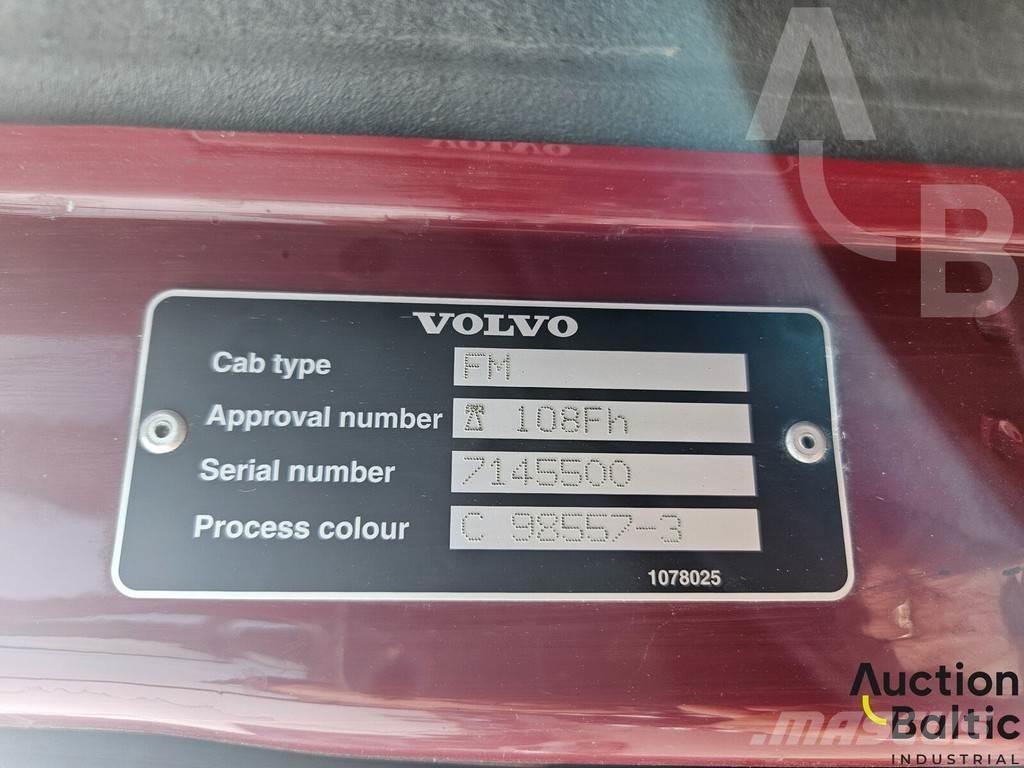 A
B
VOLVO
Cab type FM
Approval number 108Fh
Serial number 7145500
Process colour C 98557-3
1078025
Auction
Baltic
INDUSTRIAL